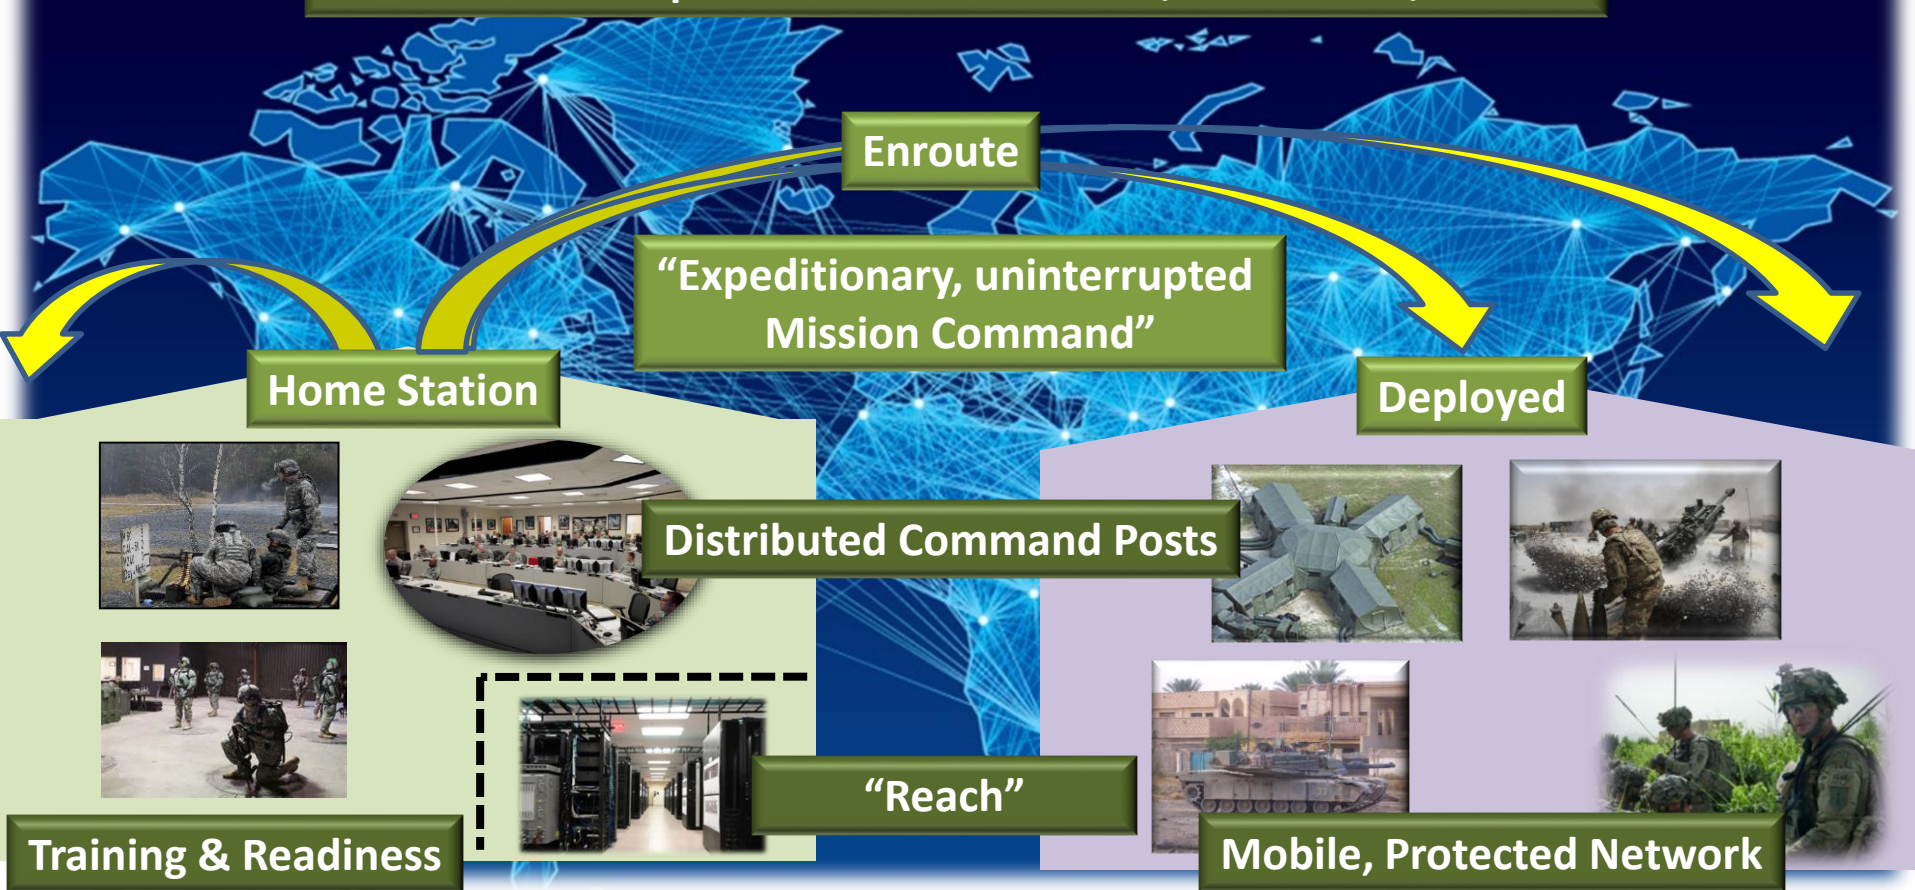 Enroute
“Expeditionary, uninterrupted
Mission Command”
Home Station
Deployed
Distributed Command Posts
“Reach”
Training & Readiness
Mobile, Protected Network